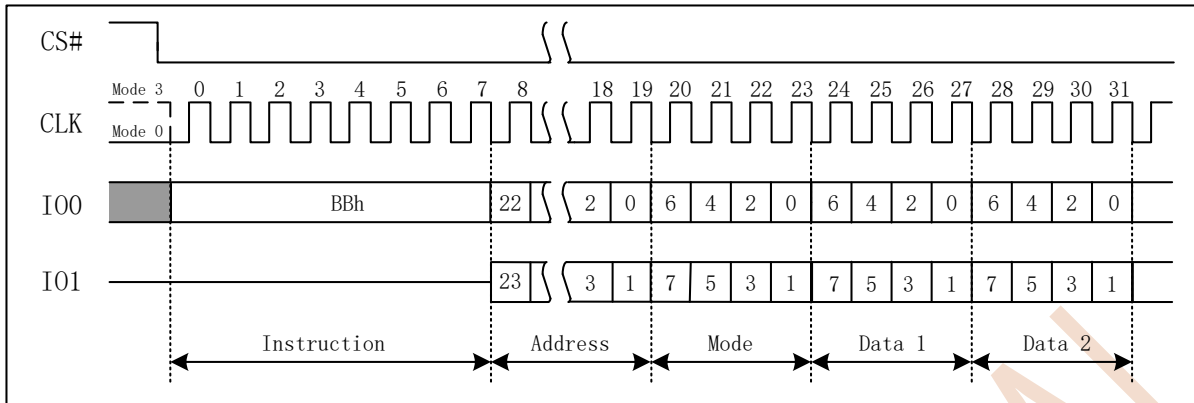 CS#
Mode 3 0 1 2 3 4 5 6 7 8 18 19 20 21 22 23 24 25 26 27 28 29 30 31
CLK
Mode 0
IO0 BBh 22 2 0 6 4 2 0 6 4 2 0 6 4 2 0
IO1 23 3 1 7 5 3 1 7 5 3 1 7 5 3 1
Instruction Address Mode Data 1 Data 2